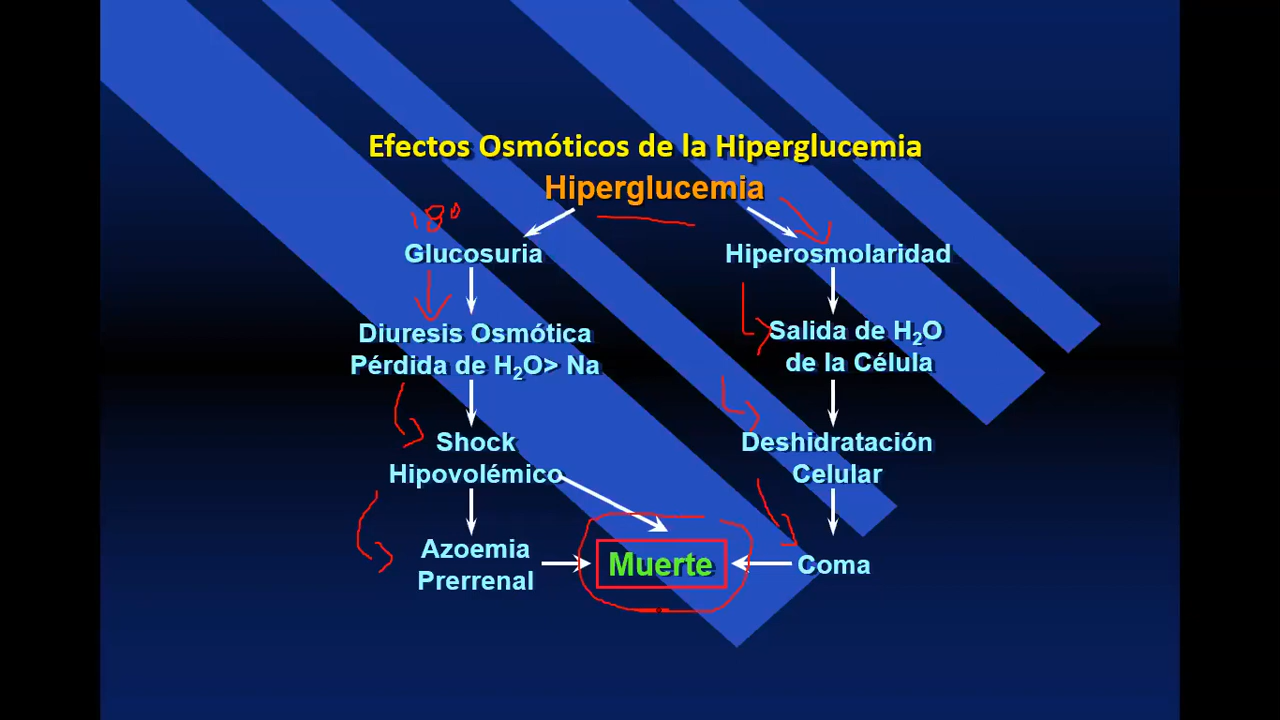 Efectos Osmóticos de la Hiperglucemia
Hiperglucemia
180
Glucosuria
Diuresis Osmótica
Pérdida de H₂O> Na
Shock
Hipovolémico
Azoemia
Prerrenal
Hiperosmolaridad
Salida de H₂O
de la Célula
Deshidratación
Celular
Coma
Muerte